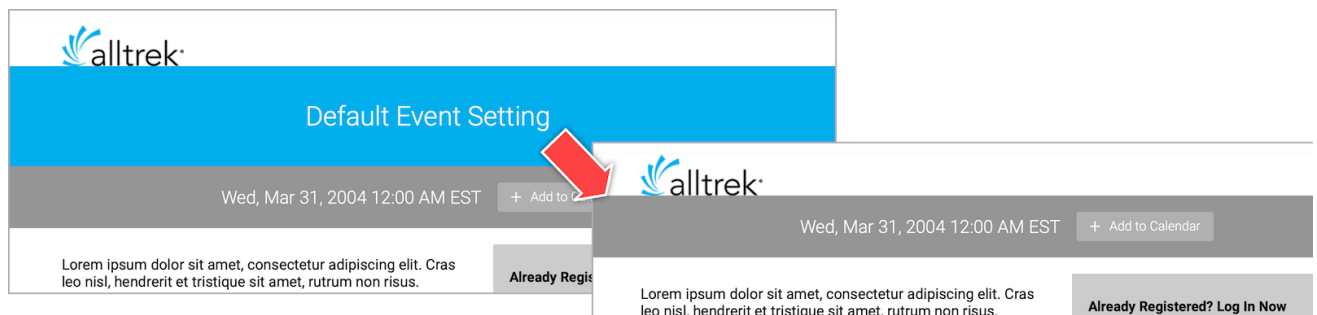 alltrek
Default Event Setting
Wed, Mar 31, 2004 12:00 AM EST
+ Add to
Lorem ipsum dolor sit amet, consectetur adipiscing elit. Cras
leo nisl, hendrerit et tristique sit amet, rutrum non risus.
Already
alltrek
Wed, Mar 31, 2004 12:00 AM EST
+ Add to Calendar
Lorem ipsum dolor sit amet, consectetur adipiscing elit. Cras
leo nisl, hendrerit et tristique sit amet, rutrum non risus.
Already Registered? Log In Now